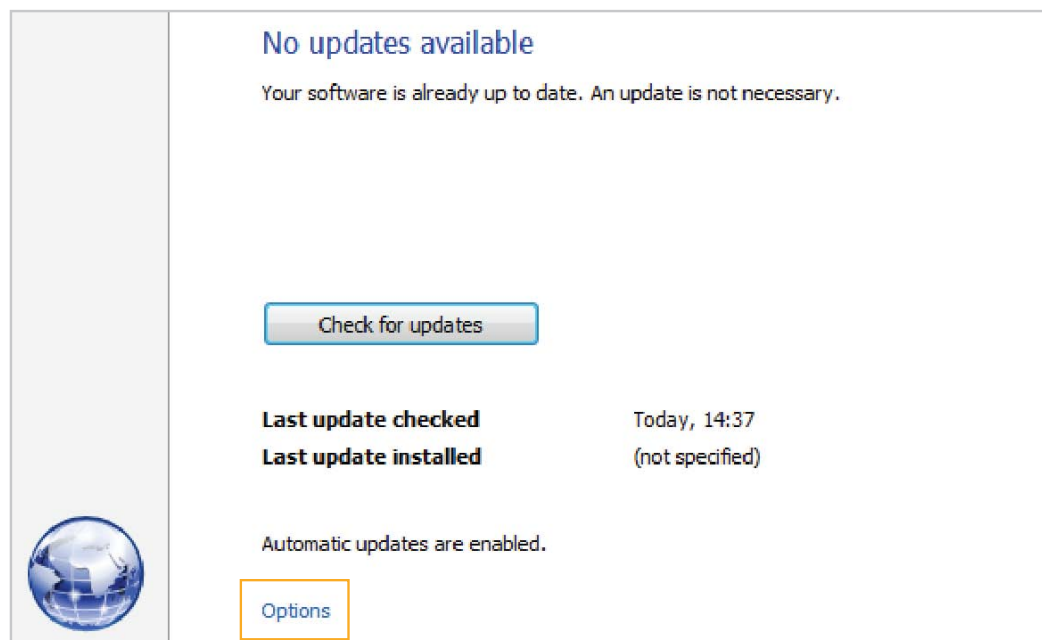 No updates available
Your software is already up to date. An update is not necessary.
Check for updates
Last update checked Today, 14:37
Last update installed (not specified)
Automatic updates are enabled.
Options